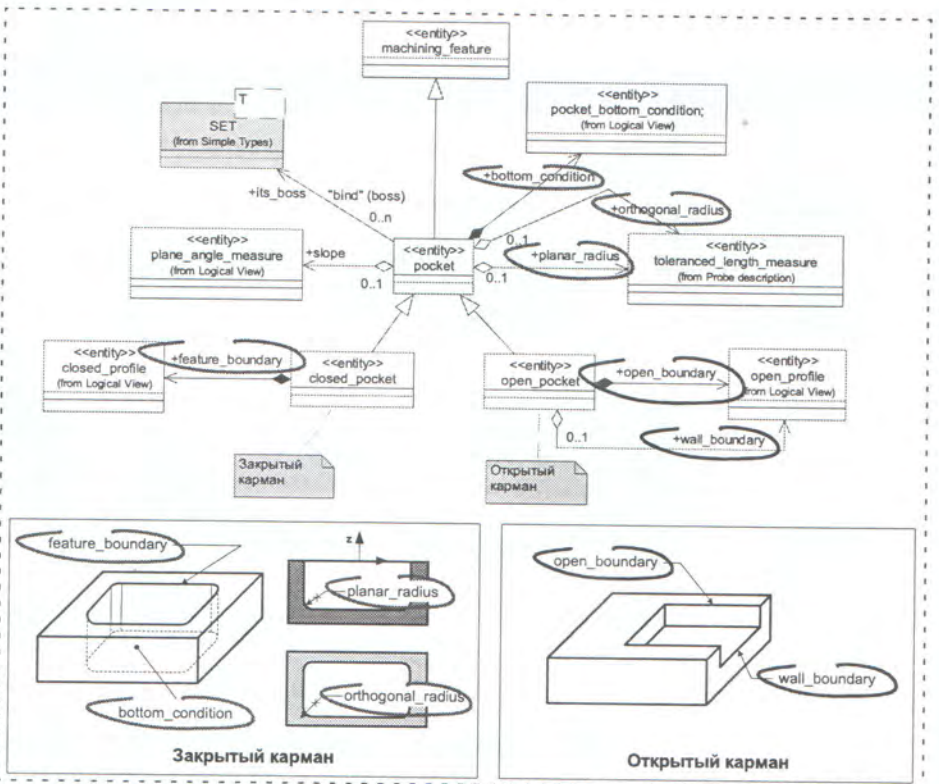 <<entity>>
machining_feature
T
SET
(from Simple Types)
<<entity>>
pocket_bottom_condition;
(from Logical View)
+bottom_condition
+its_boss
"bind" (boss)
0..n
+orthogonal_radius
0..1
<<entity>>
plane_angle_measure
(from Logical View)
+slope
0..1
<<entity>>
pocket
+planar_radius
0..1
<<entity>>
toleranced_length_measure
(from Probe description)
<<entity>>
closed_profile
(from Logical View)
+feature_boundary
<<entity>>
closed_pocket
<<entity>>
open_pocket
+open_boundary
<<entity>>
open_profile
(from Logical View)
0..1
+wall_boundary
Закрытый
карман
Открытый
карман
feature_boundary
bottom_condition
z
planar_radius
orthogonal_radius
Закрытый карман
open_boundary
wall_boundary
Открытый карман